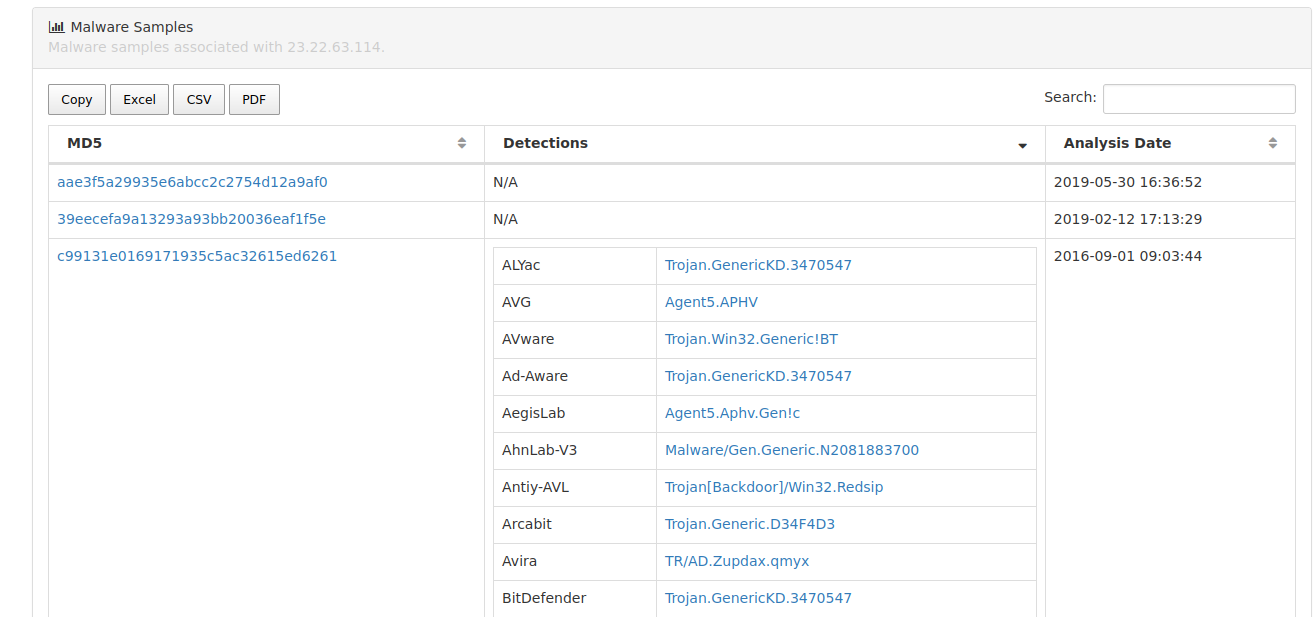 Malware Samples
Malware samples associated with 23.22.63.114.
Copy Excel CSV PDF Search:
MD5 Detections Analysis Date
aae3f5a29935e6abcc2c2754d12a9af0 N/A 2019-05-30 16:36:52
39eecefa9a13293a93bb20036eaf1f5e N/A 2019-02-12 17:13:29
c99131e0169171935c5ac32615ed6261 2016-09-01 09:03:44
ALYac Trojan.GenericKD.3470547
AVG Agent5.APHV
AVware Trojan.Win32.Generic!BT
Ad-Aware Trojan.GenericKD.3470547
AegisLab Agent5.Aphv.Gen!c
AhnLab-V3 Malware/Gen.Generic.N2081883700
Antiy-AVL Trojan[Backdoor]/Win32.Redsip
Arcabit Trojan.Generic.D34F4D3
Avira TR/AD.Zupdax.qmyx
BitDefender Trojan.GenericKD.3470547